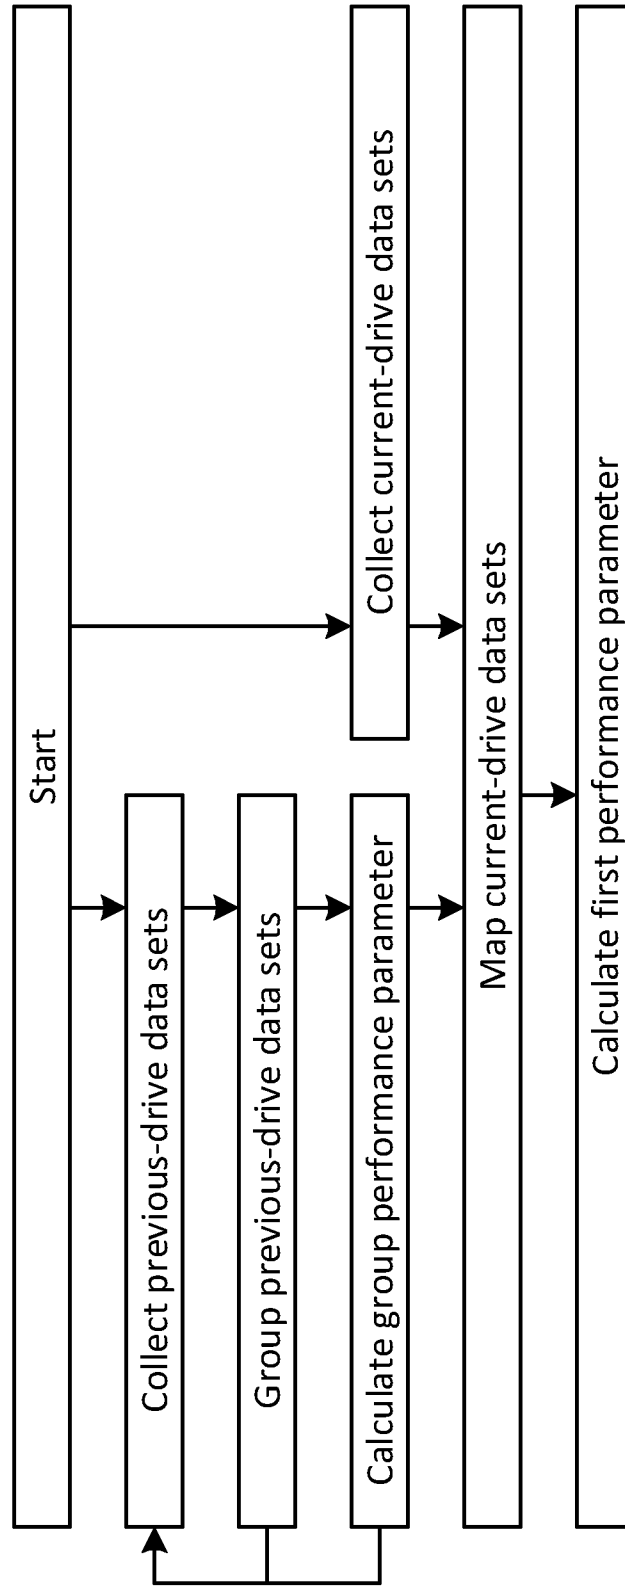 Start
Collect previous-drive data sets
Group previous-drive data sets
Calculate group performance parameter
Collect current-drive data sets
Map current-drive data sets
Calculate first performance parameter